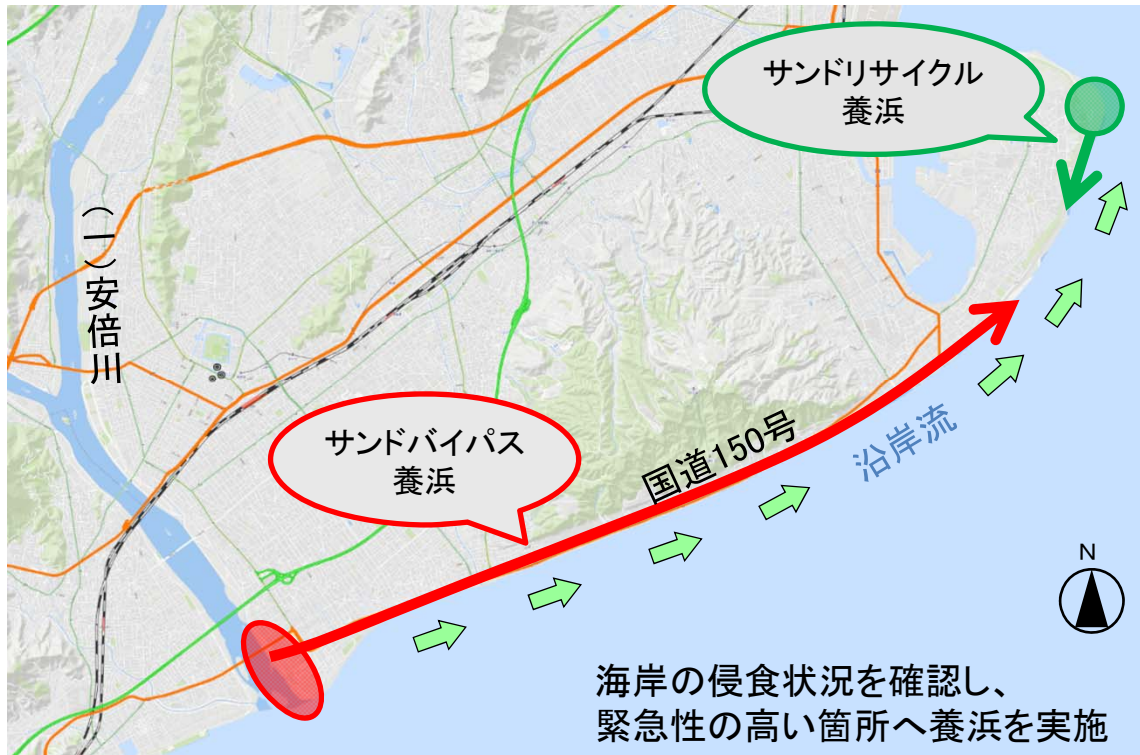 サンドリサイクル
養浜
(一)安倍川
サンドバイパス
養浜
国道150号
沿岸流
N
海岸の侵食状況を確認し、
緊急性の高い箇所へ養浜を実施